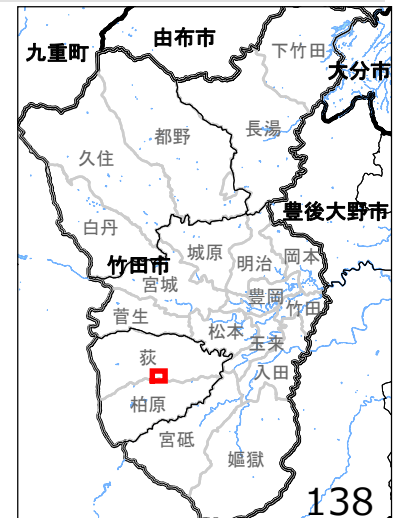 由布市
九重町
下竹田
大分市
都野
長湯
久住
白丹
豊後大野市
城原
岡本
明治
竹田市
宮城
豊岡
竹田
菅生
松本
玉来
荻
入田
柏原
宮砥
嫗獄
138